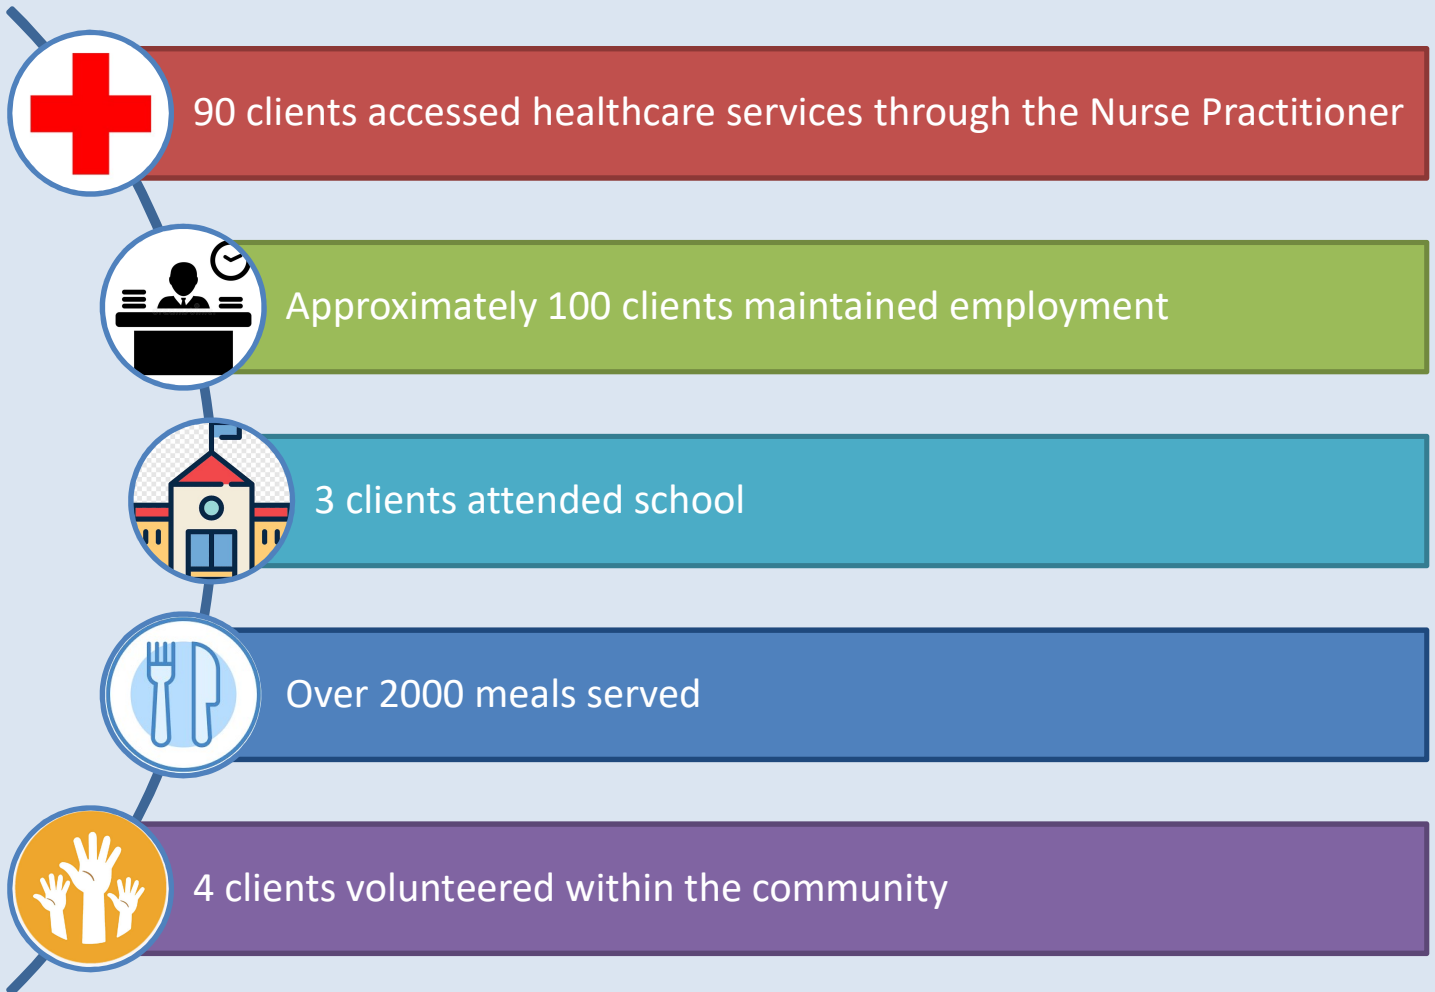 90 clients accessed healthcare services through the Nurse Practitioner
Approximately 100 clients maintained employment
3 clients attended school
Over 2000 meals served
4 clients volunteered within the community